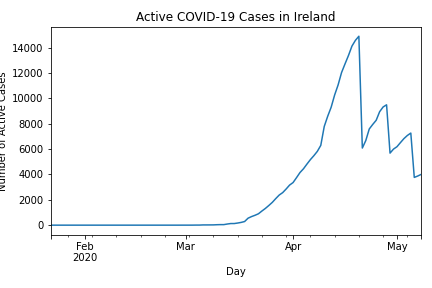 Active COVID-19 Cases in Ireland
Number of Active Cases
14000
12000
10000
8000
6000
4000
2000
0
Feb
2020
Mar
Apr
May
Day